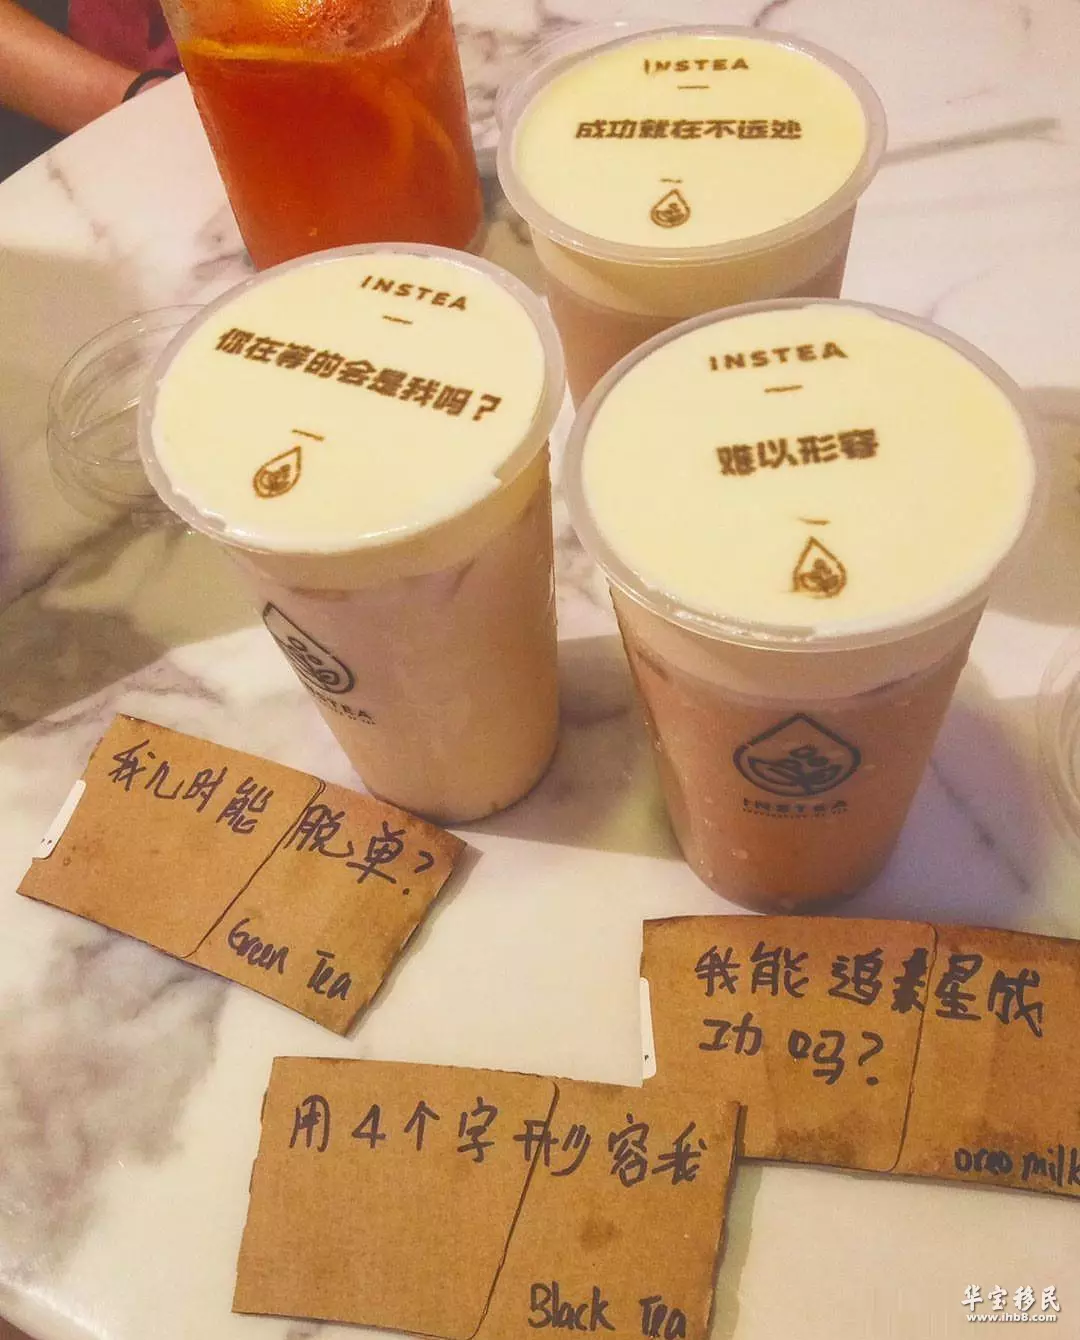 INSTEA
成功就在不远处
INSTEA
你在等的会是我吗？
INSTEA
难以形容
INSTEA
INSTEA
我几时能脱单?
Green Tea
我能追星成
功吗?
oreo milk
用4个字形容我
Black Tea
华宝移民
www.ihb8.com